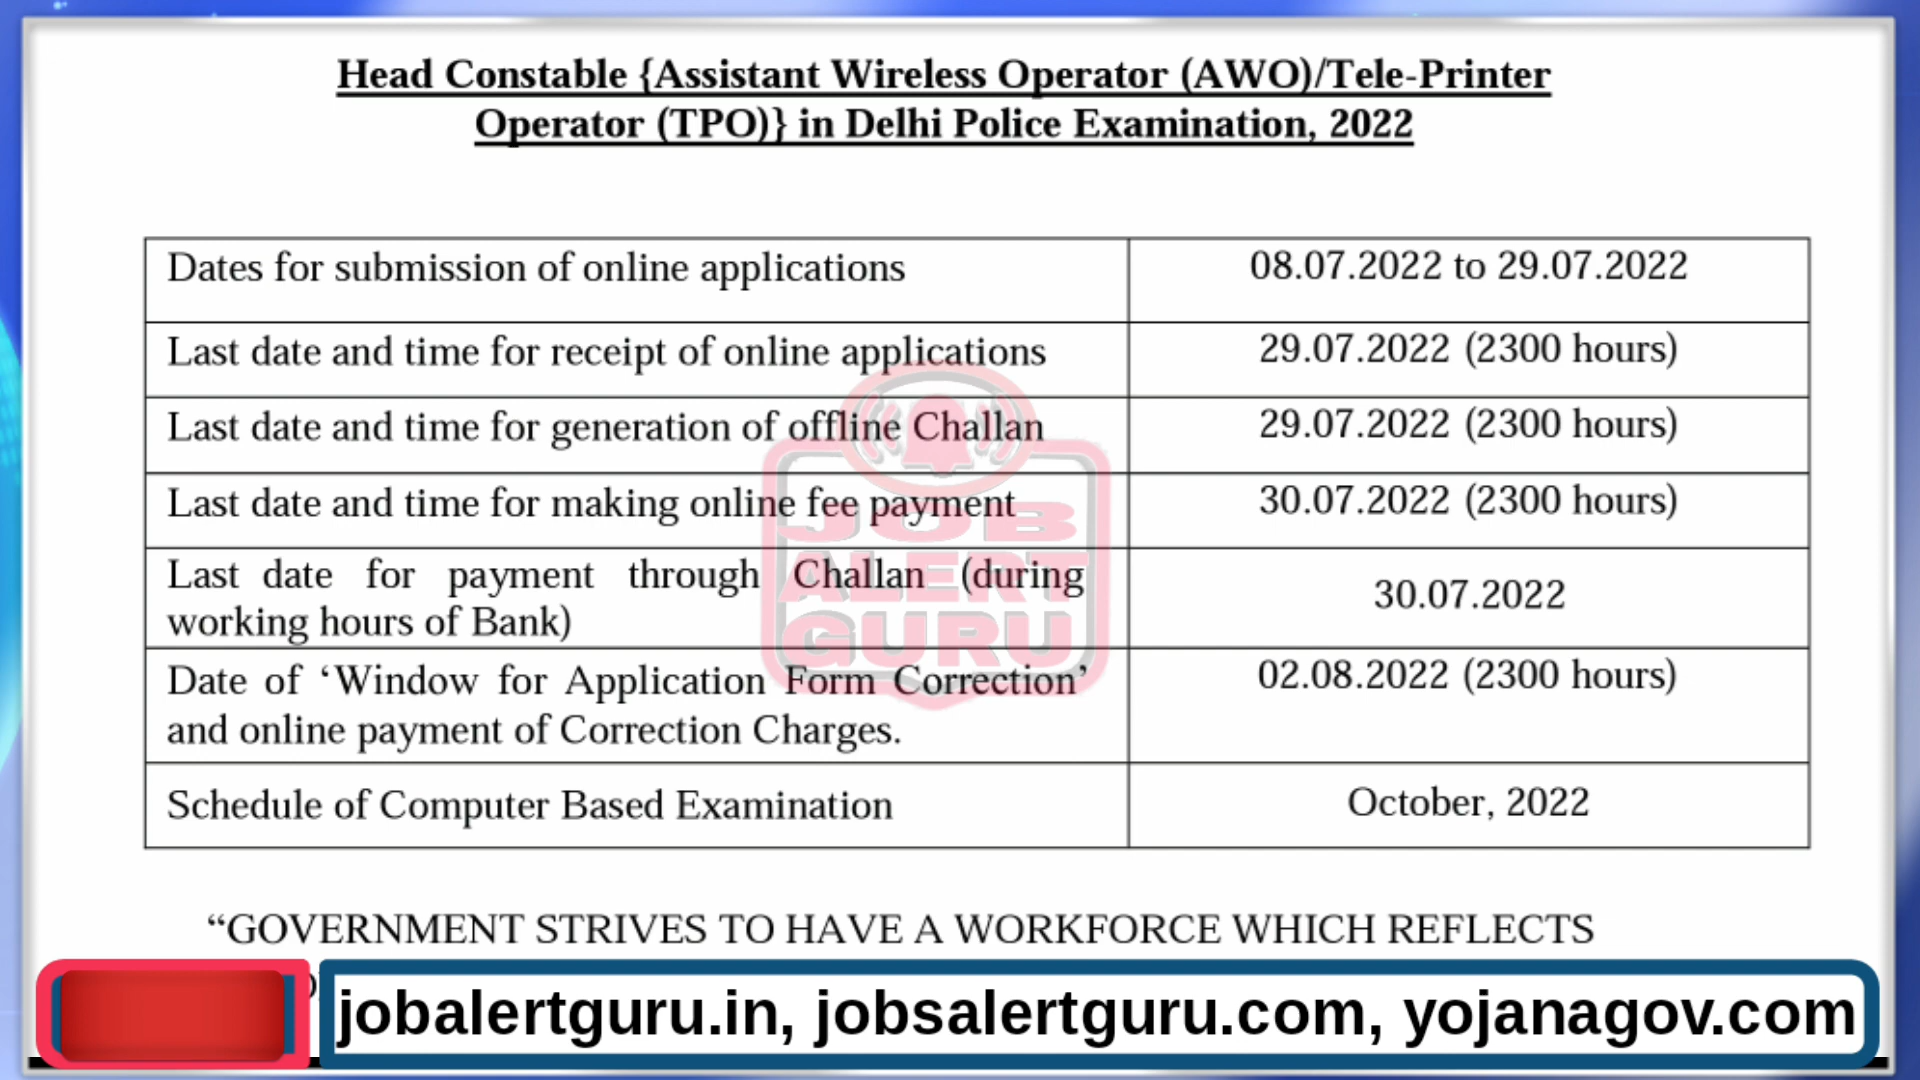 Head Constable {Assistant Wireless Operator (AWO)/Tele-Printer
Operator (TPO)} in Delhi Police Examination, 2022
Dates for submission of online applications
08.07.2022 to 29.07.2022
Last date and time for receipt of online applications
29.07.2022 (2300 hours)
Last date and time for generation of offline Challan
29.07.2022 (2300 hours)
Last date and time for making online fee payment
30.07.2022 (2300 hours)
Last date for payment through Challan (during
working hours of Bank)
30.07.2022
Date of ‘Window for Application Form Correction’
and online payment of Correction Charges.
02.08.2022 (2300 hours)
Schedule of Computer Based Examination
October, 2022
JOB
ALERT
GURU
“GOVERNMENT STRIVES TO HAVE A WORKFORCE WHICH REFLECTS
jobalertguru.in, jobsalertguru.com, yojanagov.com